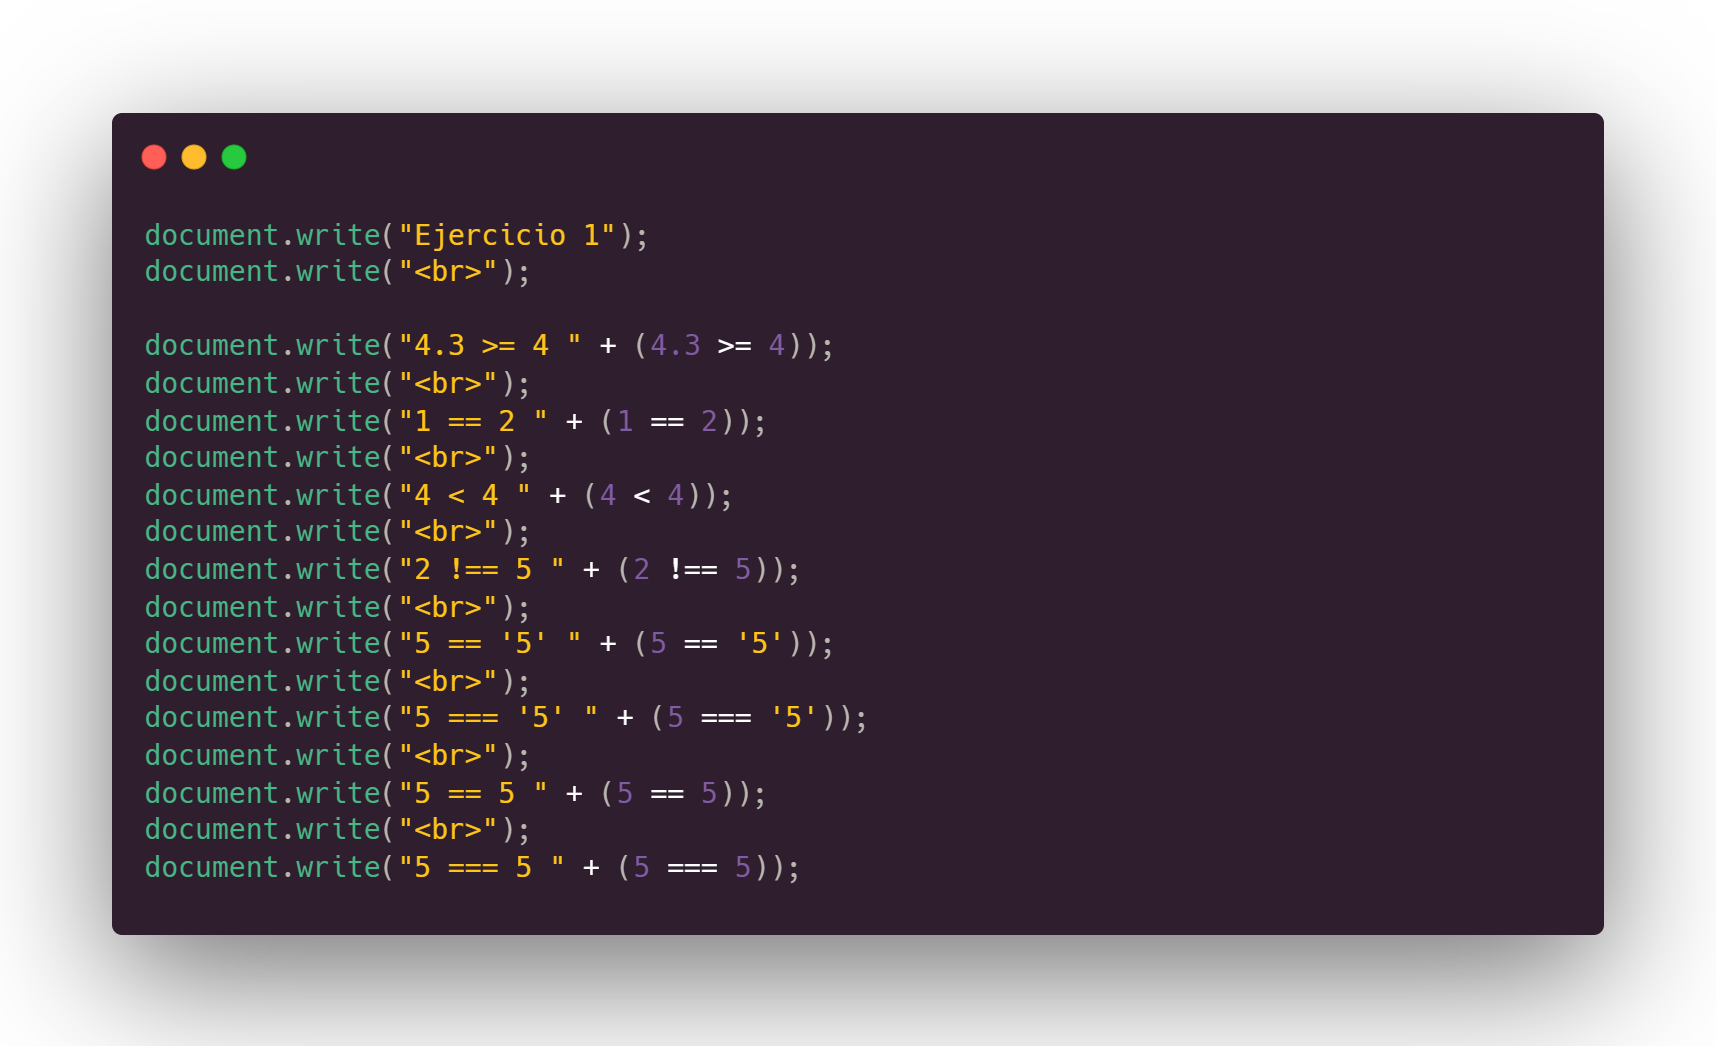 document.write("Ejercicio 1");
document.write("<br>");

document.write("4.3 >= 4 " + (4.3 >= 4));
document.write("<br>");
document.write("1 == 2 " + (1 == 2));
document.write("<br>");
document.write("4 < 4 " + (4 < 4));
document.write("<br>");
document.write("2 !== 5 " + (2 !== 5));
document.write("<br>");
document.write("5 == '5' " + (5 == '5'));
document.write("<br>");
document.write("5 === '5' " + (5 === '5'));
document.write("<br>");
document.write("5 == 5 " + (5 == 5));
document.write("<br>");
document.write("5 === 5 " + (5 === 5));